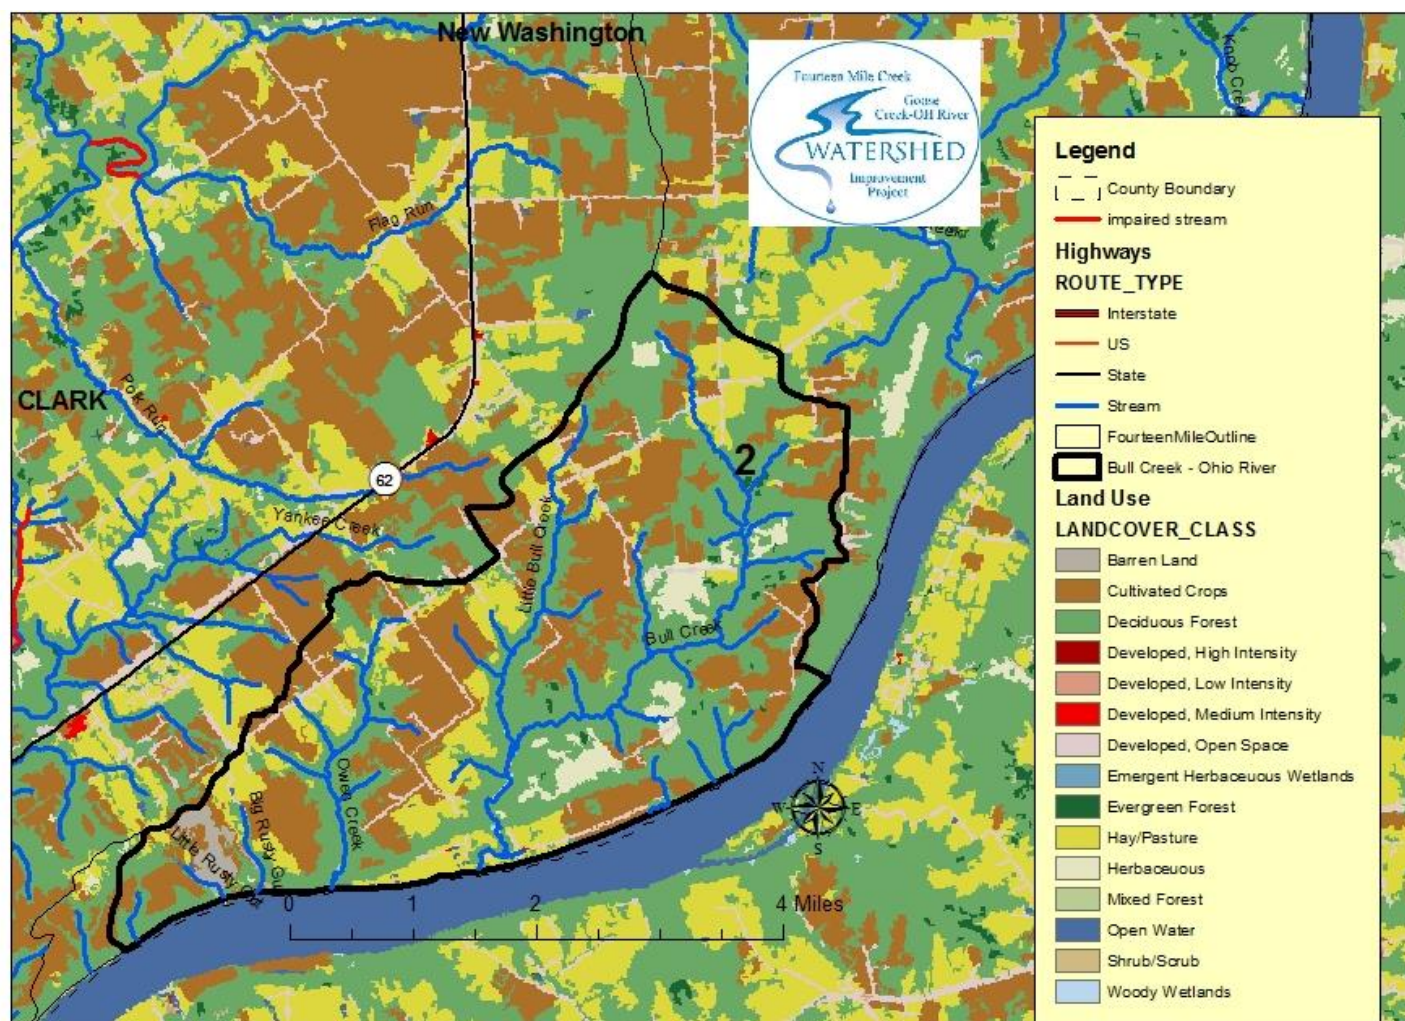 New Washington
Fourteen Mile Creek
Goose
Creek-OH River
WATERSHED
Improvement
Project
Knob Creek
Flag Run
CLARK
Polk Run
62
Yankee Creek
2
Little Bull Creek
Bull Creek
Owen Creek
Big Rusty Gu
Little Rusty Gut
N
W
E
S
0 1 2 4 Miles
Legend
County Boundary
impaired stream
Highways
ROUTE_TYPE
Interstate
US
State
Stream
FourteenMileOutline
Bull Creek - Ohio River
Land Use
LANDCOVER_CLASS
Barren Land
Cultivated Crops
Deciduous Forest
Developed, High Intensity
Developed, Low Intensity
Developed, Medium Intensity
Developed, Open Space
Emergent Herbaceuous Wetlands
Evergreen Forest
Hay/Pasture
Herbaceuous
Mixed Forest
Open Water
Shrub/Scrub
Woody Wetlands